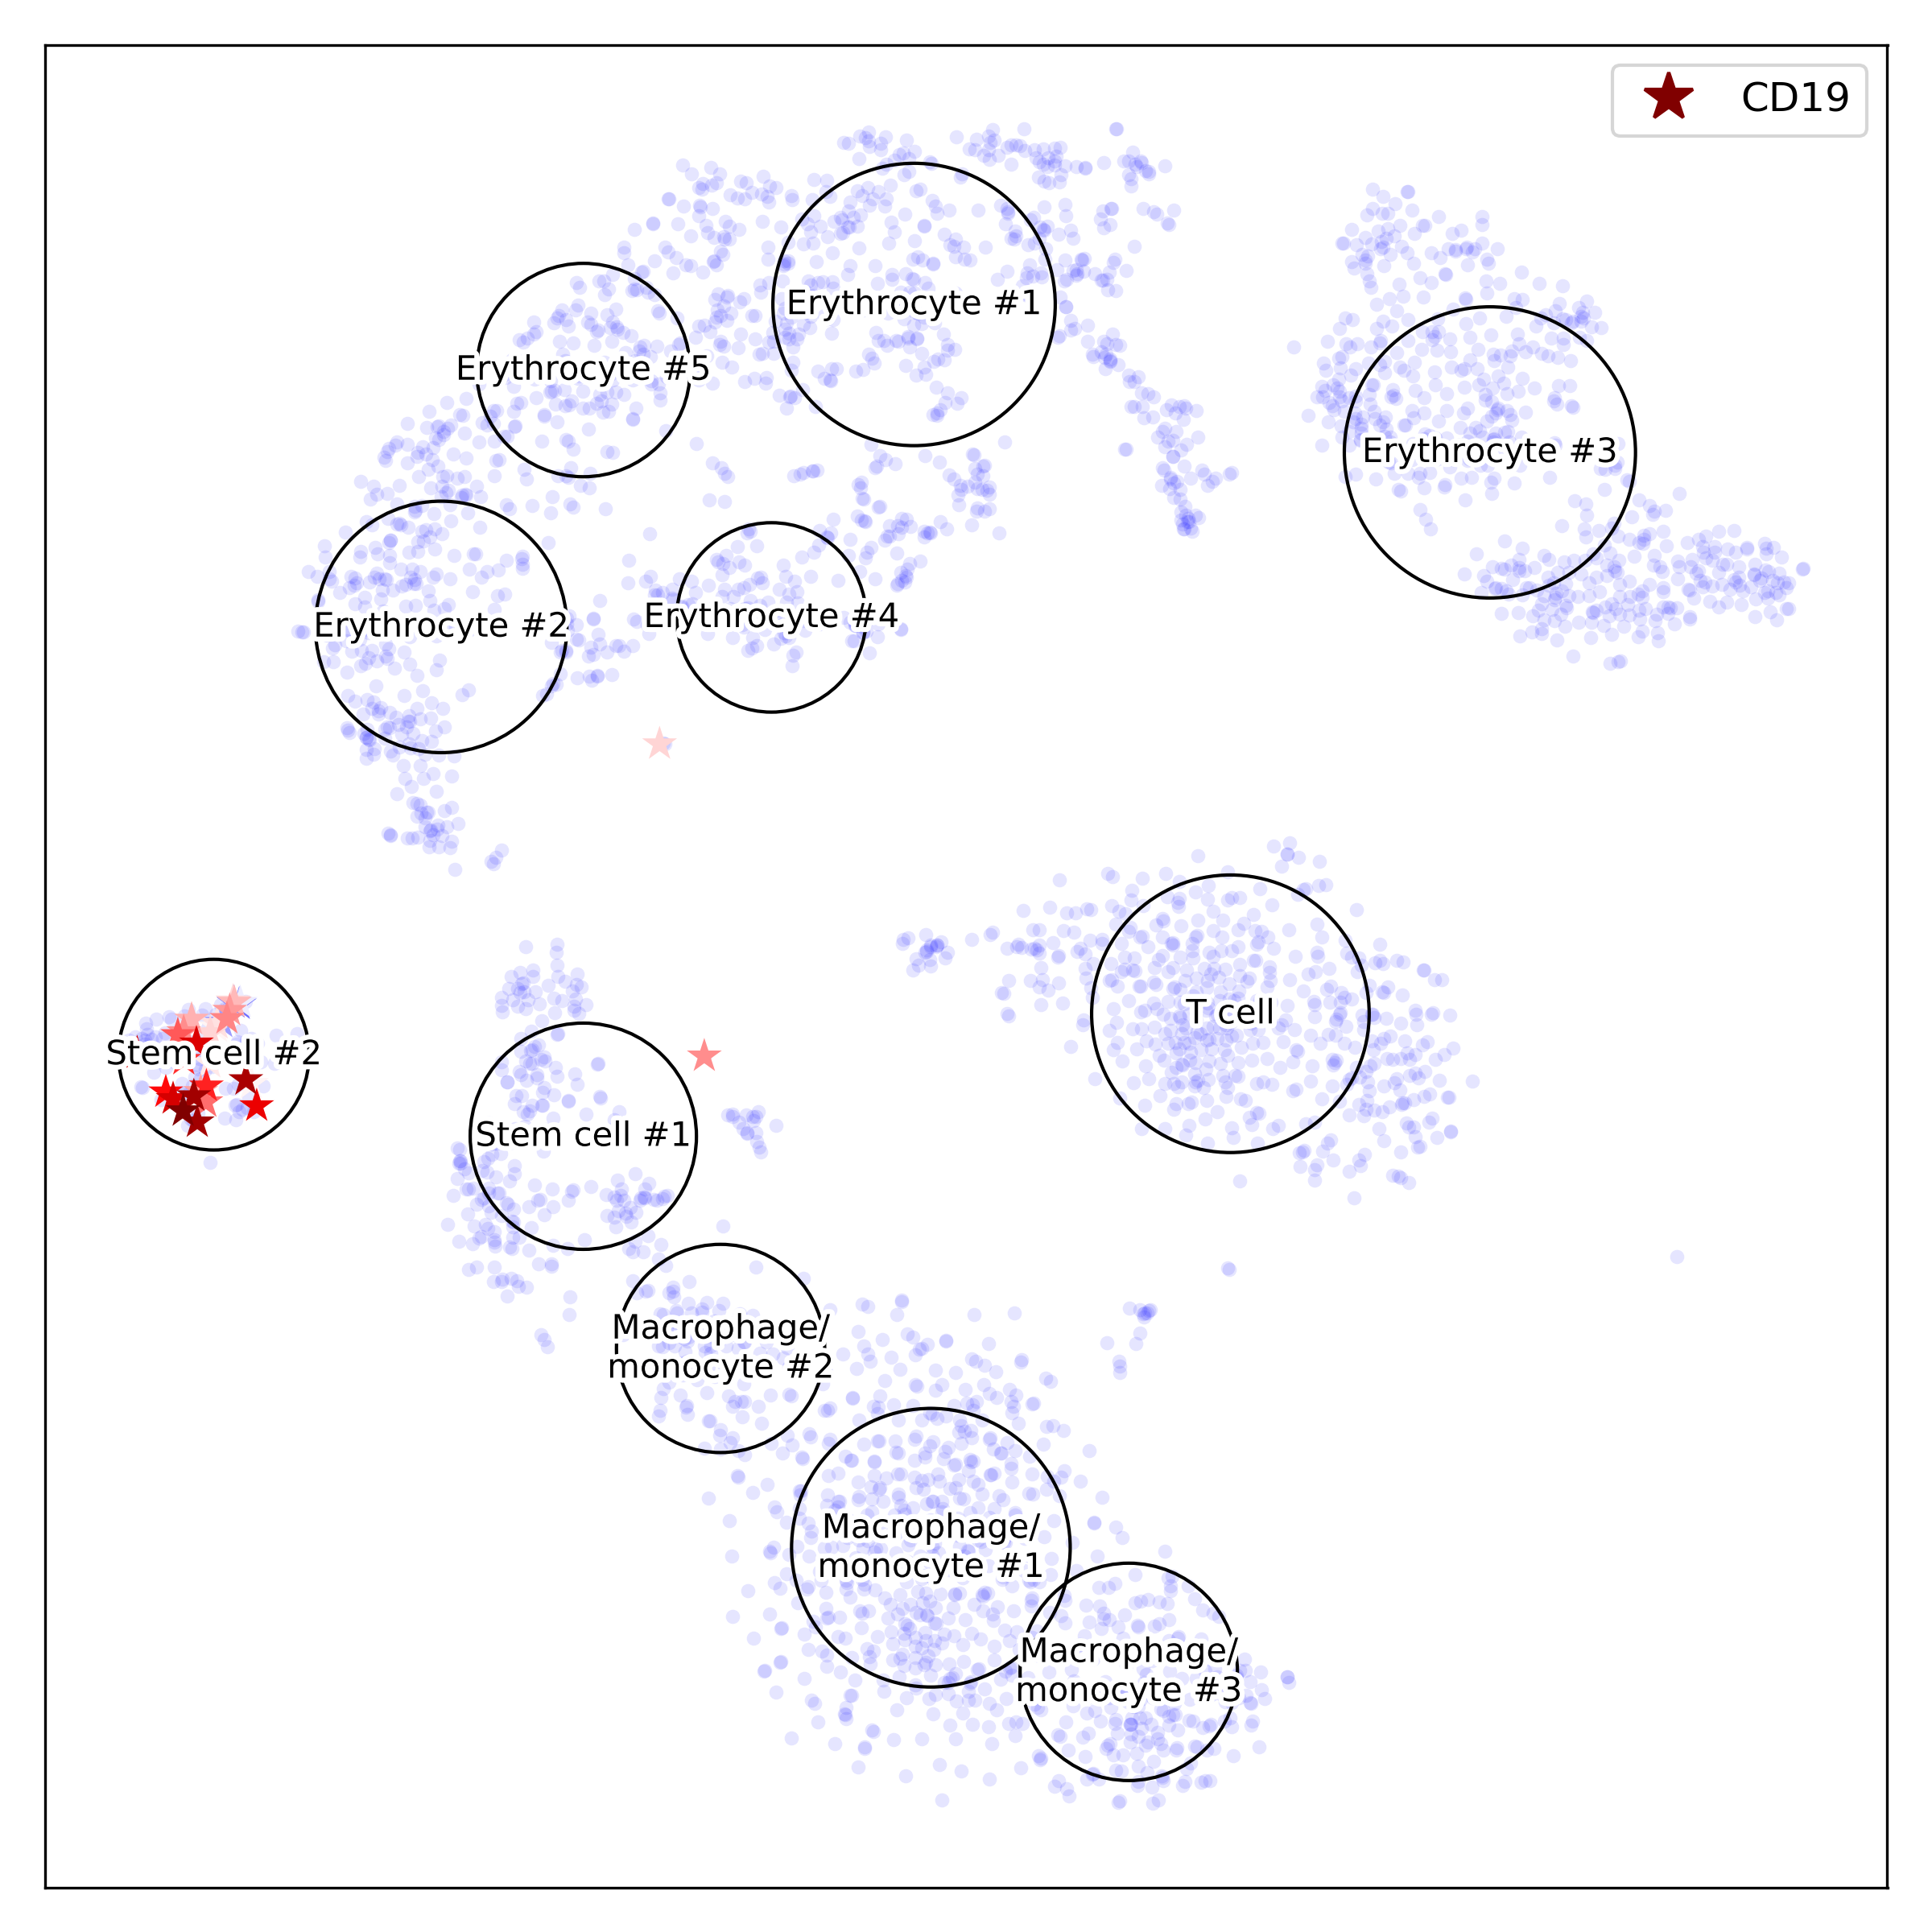 CD19
Erythrocyte #1
Erythrocyte #5
Erythrocyte #3
Erythrocyte #2
Erythrocyte #4
T cell
Stem cell #2
Stem cell #1
Macrophage/
monocyte #2
Macrophage/
monocyte #1
Macrophage/
monocyte #3